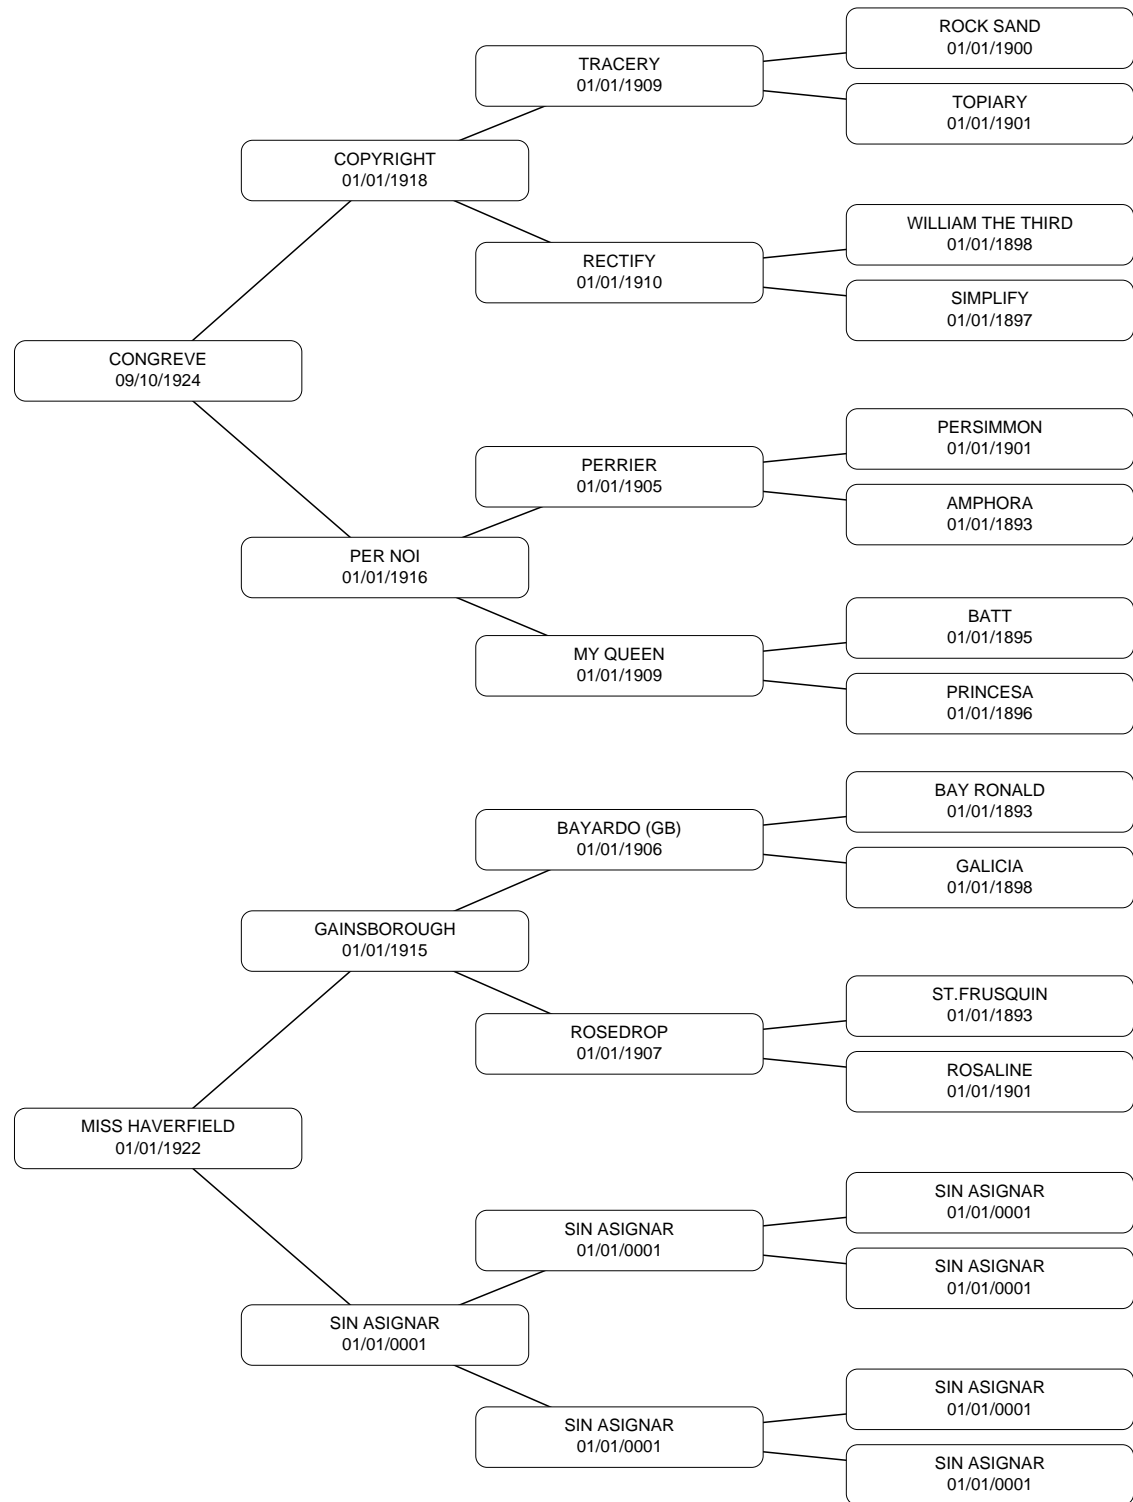 ROCK SAND
01/01/1900
TRACERY
01/01/1909
TOPIARY
01/01/1901
COPYRIGHT
01/01/1918
WILLIAM THE THIRD
01/01/1898
RECTIFY
01/01/1910
SIMPLIFY
01/01/1897
CONGREVE
09/10/1924
PERSIMMON
01/01/1901
PERRIER
01/01/1905
AMPHORA
01/01/1893
PER NOI
01/01/1916
BATT
01/01/1895
MY QUEEN
01/01/1909
PRINCESA
01/01/1896
BAY RONALD
01/01/1893
BAYARDO (GB)
01/01/1906
GALICIA
01/01/1898
GAINSBOROUGH
01/01/1915
ST.FRUSQUIN
01/01/1893
ROSEDROP
01/01/1907
ROSALINE
01/01/1901
MISS HAVERFIELD
01/01/1922
SIN ASIGNAR
01/01/0001
SIN ASIGNAR
01/01/0001
SIN ASIGNAR
01/01/0001
SIN ASIGNAR
01/01/0001
SIN ASIGNAR
01/01/0001
SIN ASIGNAR
01/01/0001
SIN ASIGNAR
01/01/0001